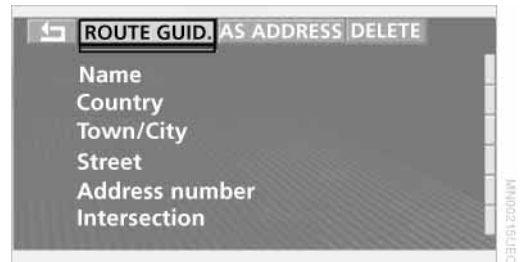 ROUTE GUID. AS ADDRESS DELETE
Name
Country
Town/City
Street
Address number
Intersection
MN00215UEC